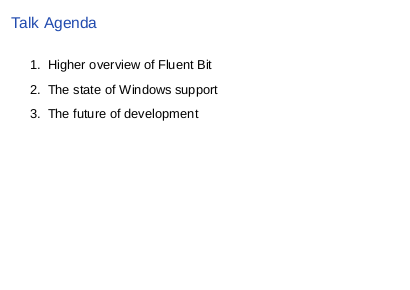 Talk Agenda
1. Higher overview of Fluent Bit
2. The state of Windows support
3. The future of development